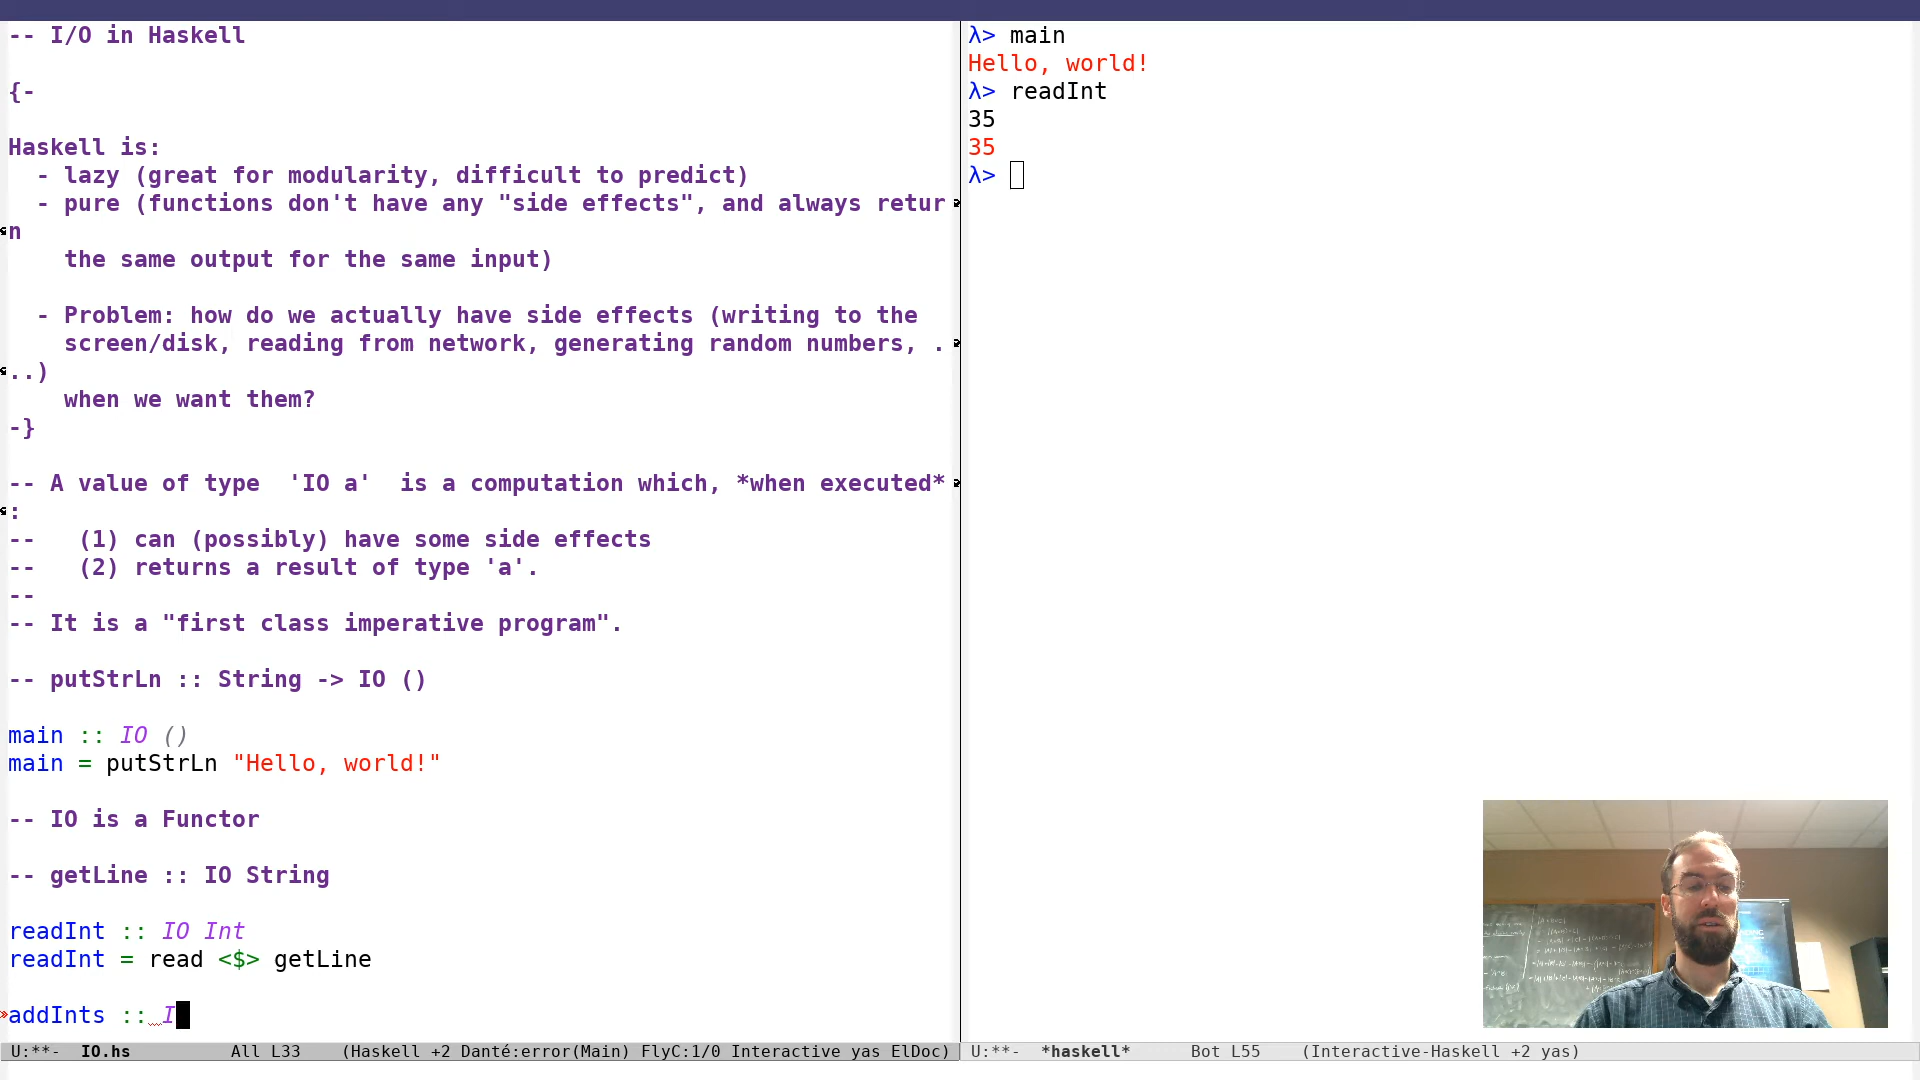 -- I/O in Haskell
{-
Haskell is:
- lazy (great for modularity, difficult to predict)
- pure (functions don't have any "side effects", and always retur
n
the same output for the same input)
- Problem: how do we actually have side effects (writing to the
screen/disk, reading from network, generating random numbers, .
..)
when we want them?
-}
-- A value of type  'IO a'  is a computation which, *when executed*
:
--   (1) can (possibly) have some side effects
--   (2) returns a result of type 'a'.
--
-- It is a "first class imperative program".
-- putStrLn :: String -> IO ()
main :: IO ()
main = putStrLn "Hello, world!"
-- IO is a Functor
-- getLine :: IO String
readInt :: IO Int
readInt = read <$> getLine
addInts :: I
U:**-  IO.hs   All L33   (Haskell +2 Danté:error(Main) FlyC:1/0 Interactive yas ElDoc)
λ> main
Hello, world!
λ> readInt
35
35
λ>
U:**-  *haskell*   Bot L55   (Interactive-Haskell +2 yas)